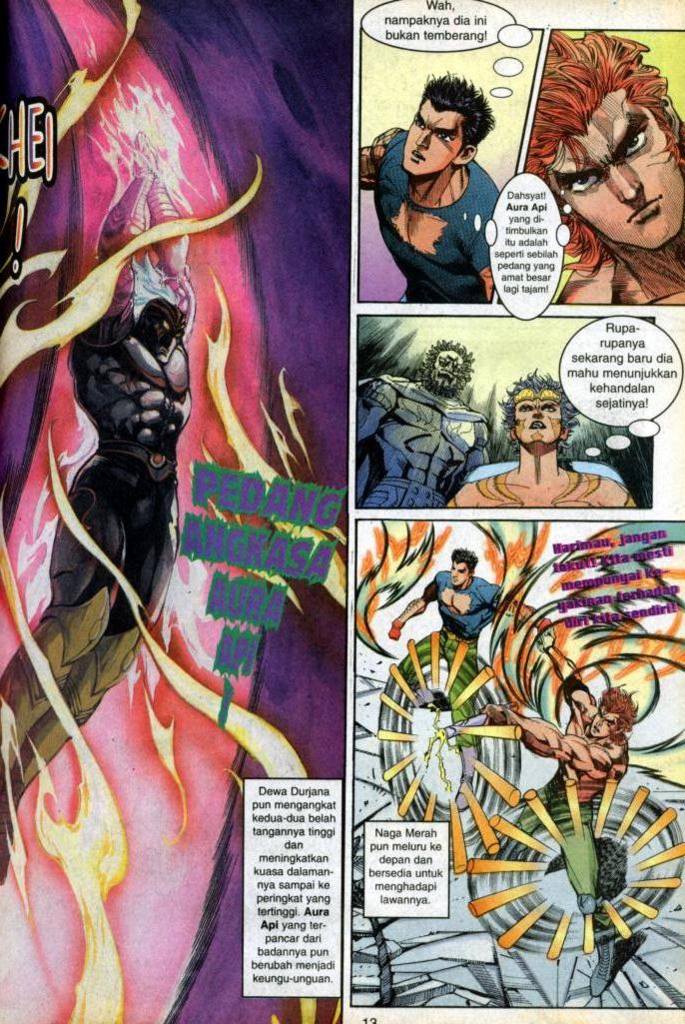 KHEI
!
PEDANG
ANGKASA
AURA
API
!
Dewa Durjana
pun mengangkat
kedua-dua belah
tangannya tinggi
dan
meningkatkan
kuasa dalaman-
nya sampai ke
peringkat yang
tertinggi. Aura
Api yang ter-
pancar dari
badannya pun
berubah menjadi
keungu-unguan.
Wah,
nampaknya dia ini
bukan temberang!
Dahsyat!
Aura Api
yang di-
timbulkan
itu adalah
seperti sebilah
pedang yang
amat besar
lagi tajam!
Rupa-
rupanya
sekarang baru dia
mahu menunjukkan
kehandalan
sejatinya!
Harimau, jangan
takut! Kita mesti
mempunyai ke-
yakinan terhadap
diri kita sendiri!
Naga Merah
pun meluru ke
depan dan
bersedia untuk
menghadapi
lawannya.
13